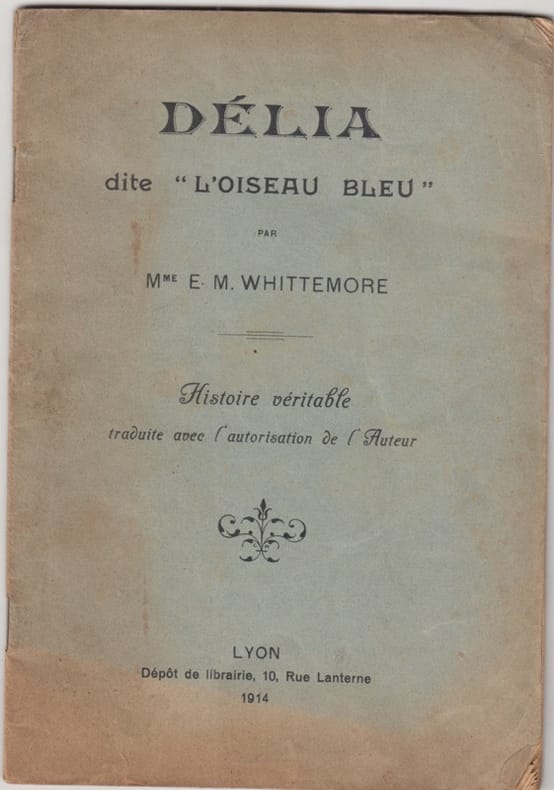 DÉLIA
dite "L'OISEAU BLEU"
PAR
MME E. M. WHITTEMORE
Histoire véritable
traduite avec l'autorisation de l'Auteur
LYON
Dépôt de librairie, 10, Rue Lanterne
1914